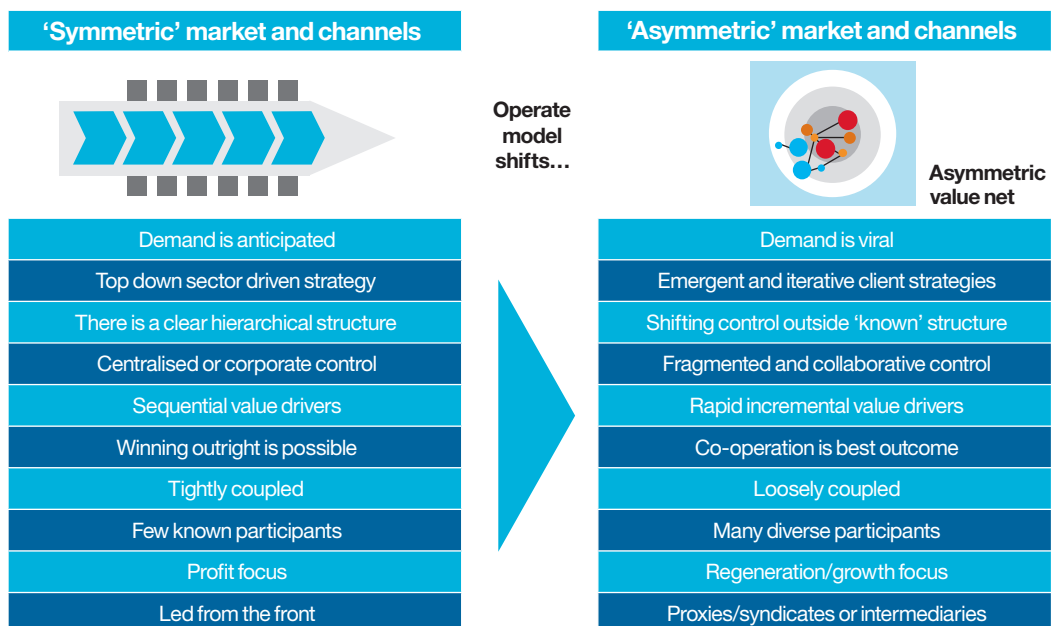 ‘Symmetric’ market and channels
Operate
model
shifts…
‘Asymmetric’ market and channels
Asymmetric
value net
Demand is anticipated
Top down sector driven strategy
There is a clear hierarchical structure
Centralised or corporate control
Sequential value drivers
Winning outright is possible
Tightly coupled
Few known participants
Profit focus
Led from the front
Demand is viral
Emergent and iterative client strategies
Shifting control outside ‘known’ structure
Fragmented and collaborative control
Rapid incremental value drivers
Co-operation is best outcome
Loosely coupled
Many diverse participants
Regeneration/growth focus
Proxies/syndicates or intermediaries